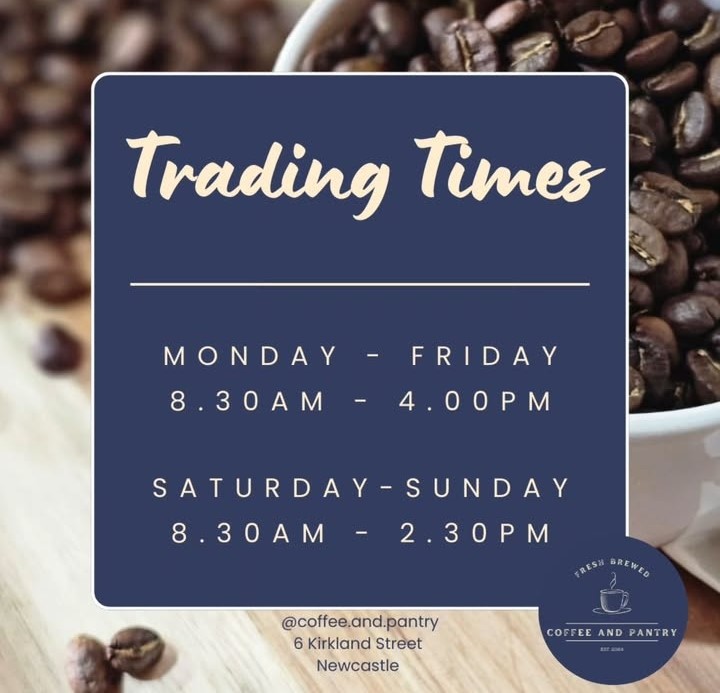 Trading Times
MONDAY - FRIDAY
8.30AM - 4.00PM
SATURDAY-SUNDAY
8.30AM - 2.30PM
@coffee.and.pantry
6 Kirkland Street
Newcastle
FRESH BREWED
COFFEE AND PANTRY